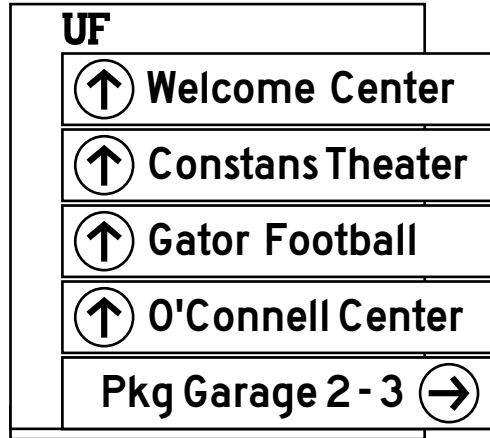 UF
Welcome Center
Constans Theater
Gator Football
O'Connell Center
Pkg Garage 2 - 3